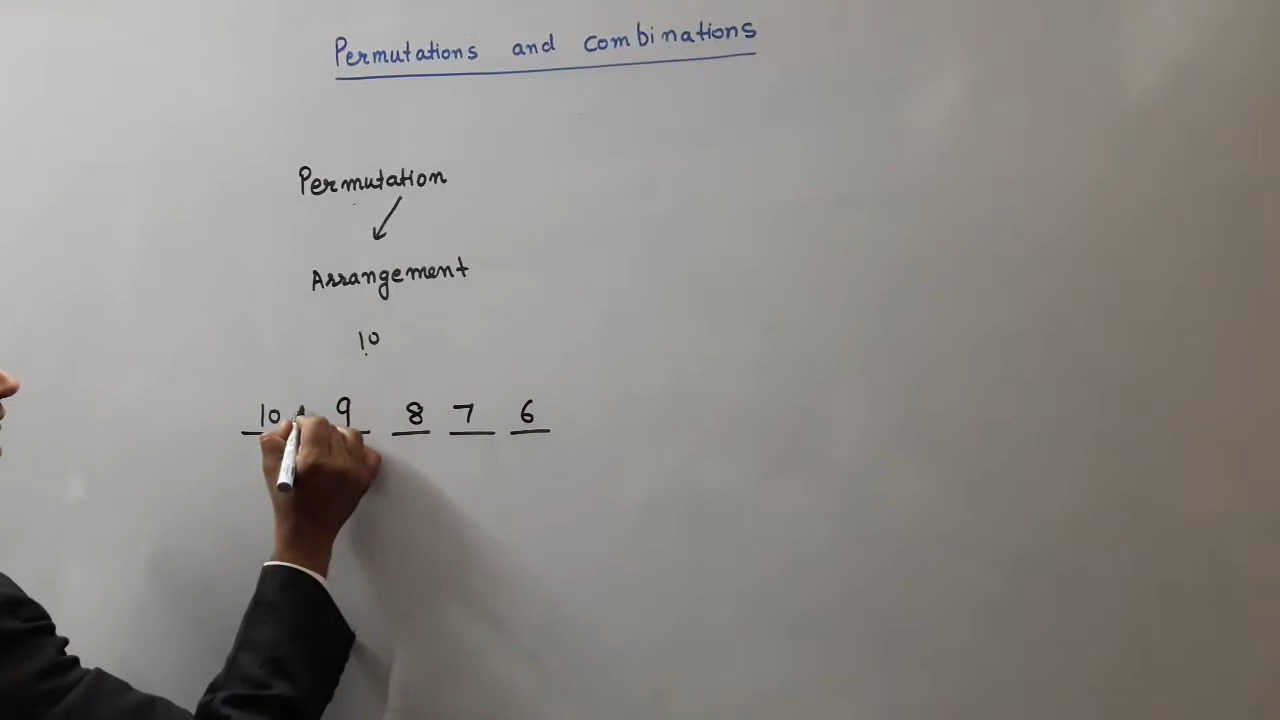 Permutations and combinations
Permutation
Arrangement
10
10 9 8 7 6